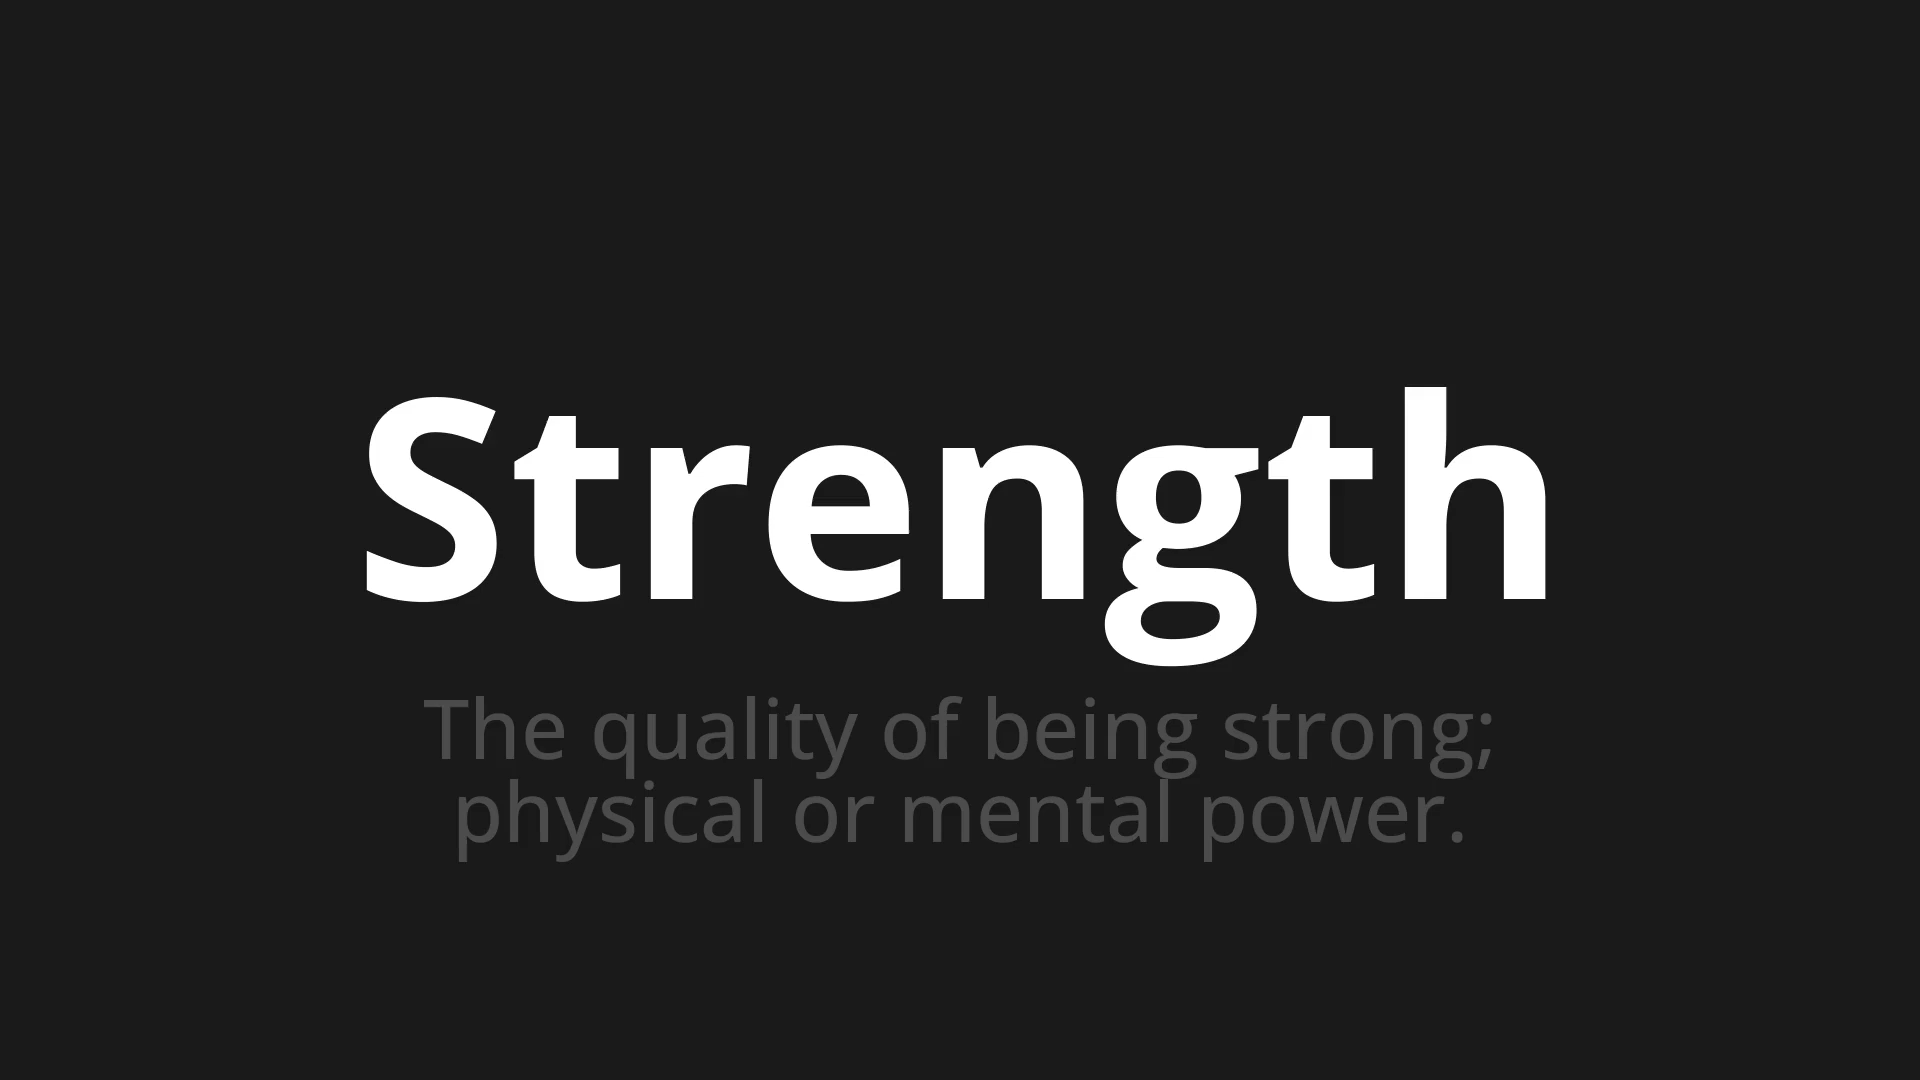 Strength
The quality of being strong;
physical or mental power.